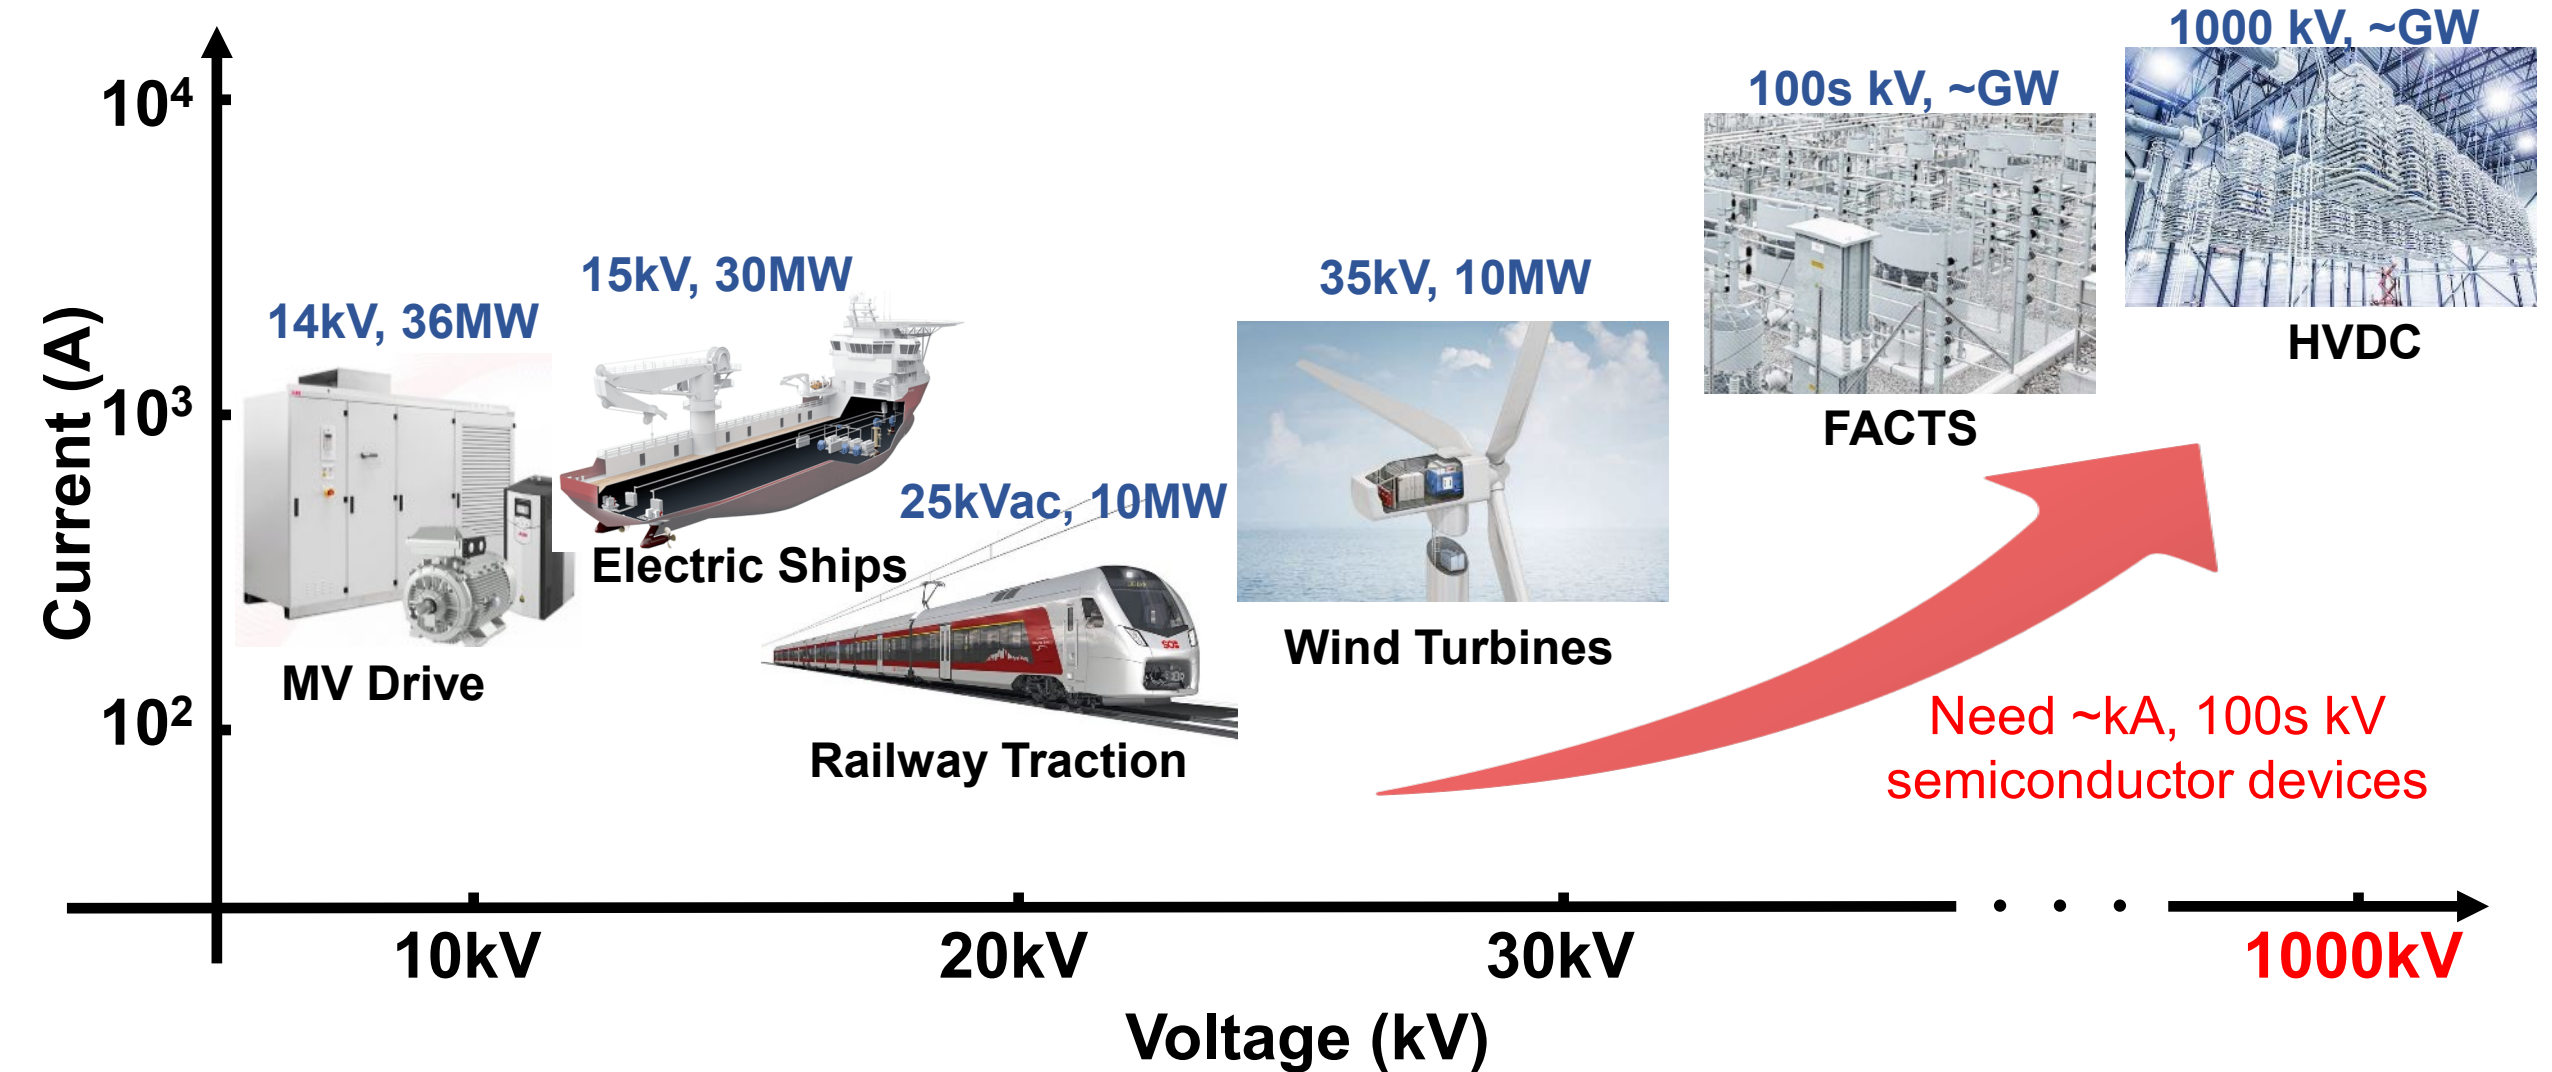 1000 kV, ~GW
100s kV, ~GW
10⁴
15kV, 30MW
35kV, 10MW
14kV, 36MW
HVDC
10³
FACTS
Current (A)
25kVac, 10MW
Electric Ships
Wind Turbines
MV Drive
10²
Need ~kA, 100s kV
semiconductor devices
Railway Traction
10kV
20kV
30kV
1000kV
Voltage (kV)